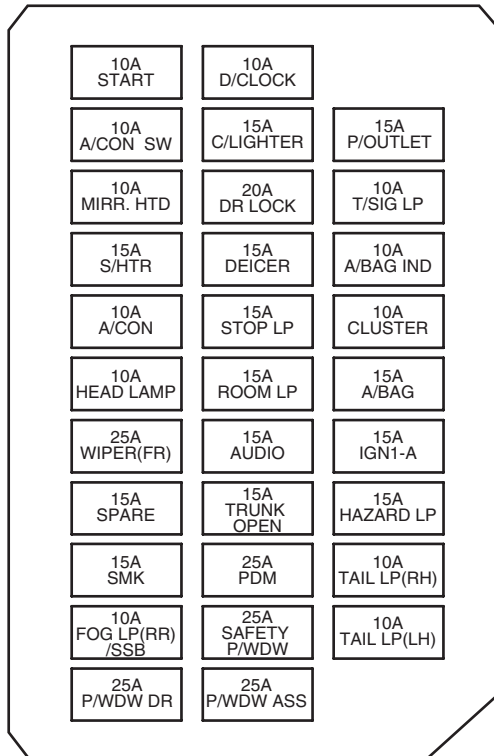 10A
START
10A
D/CLOCK
10A
A/CON SW
15A
C/LIGHTER
15A
P/OUTLET
10A
MIRR. HTD
20A
DR LOCK
10A
T/SIG LP
15A
S/HTR
15A
DEICER
10A
A/BAG IND
10A
A/CON
15A
STOP LP
10A
CLUSTER
10A
HEAD LAMP
15A
ROOM LP
15A
A/BAG
25A
WIPER(FR)
15A
AUDIO
15A
IGN1-A
15A
SPARE
15A
TRUNK
OPEN
15A
HAZARD LP
15A
SMK
25A
PDM
10A
TAIL LP(RH)
10A
FOG LP(RR)
/SSB
25A
SAFETY
P/WDW
10A
TAIL LP(LH)
25A
P/WDW DR
25A
P/WDW ASS